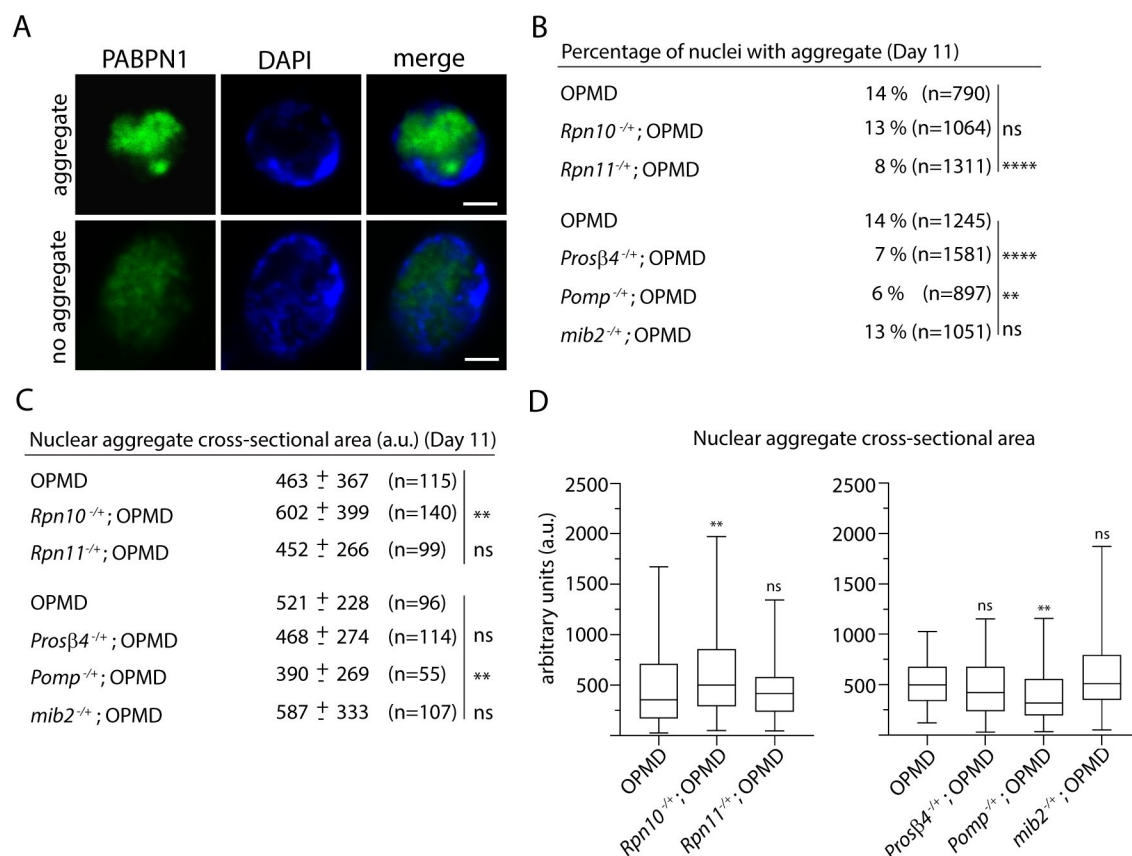 A
PABPN1 DAPI merge
aggregate
no aggregate
B
Percentage of nuclei with aggregate (Day 11)
OPMD 14 % (n=790)
Rpn10 -/+; OPMD 13 % (n=1064) ns
Rpn11 -/+; OPMD 8 % (n=1311) ****
OPMD 14 % (n=1245)
Prosβ4 -/+; OPMD 7 % (n=1581) ****
Pomp -/+; OPMD 6 % (n=897) **
mib2 -/+; OPMD 13 % (n=1051) ns
C
Nuclear aggregate cross-sectional area (a.u.) (Day 11)
OPMD 463 ± 367 (n=115)
Rpn10 -/+; OPMD 602 ± 399 (n=140) **
Rpn11 -/+; OPMD 452 ± 266 (n=99) ns
OPMD 521 ± 228 (n=96)
Prosβ4 -/+; OPMD 468 ± 274 (n=114) ns
Pomp -/+; OPMD 390 ± 269 (n=55) **
mib2 -/+; OPMD 587 ± 333 (n=107) ns
D
Nuclear aggregate cross-sectional area
arbitrary units (a.u.)
2500
2000
1500
1000
500
**
ns
OPMD
Rpn10 -/+; OPMD
Rpn11 -/+; OPMD
2500
2000
1500
1000
500
ns
**
ns
OPMD
Prosβ4 -/+; OPMD
Pomp -/+; OPMD
mib2 -/+; OPMD